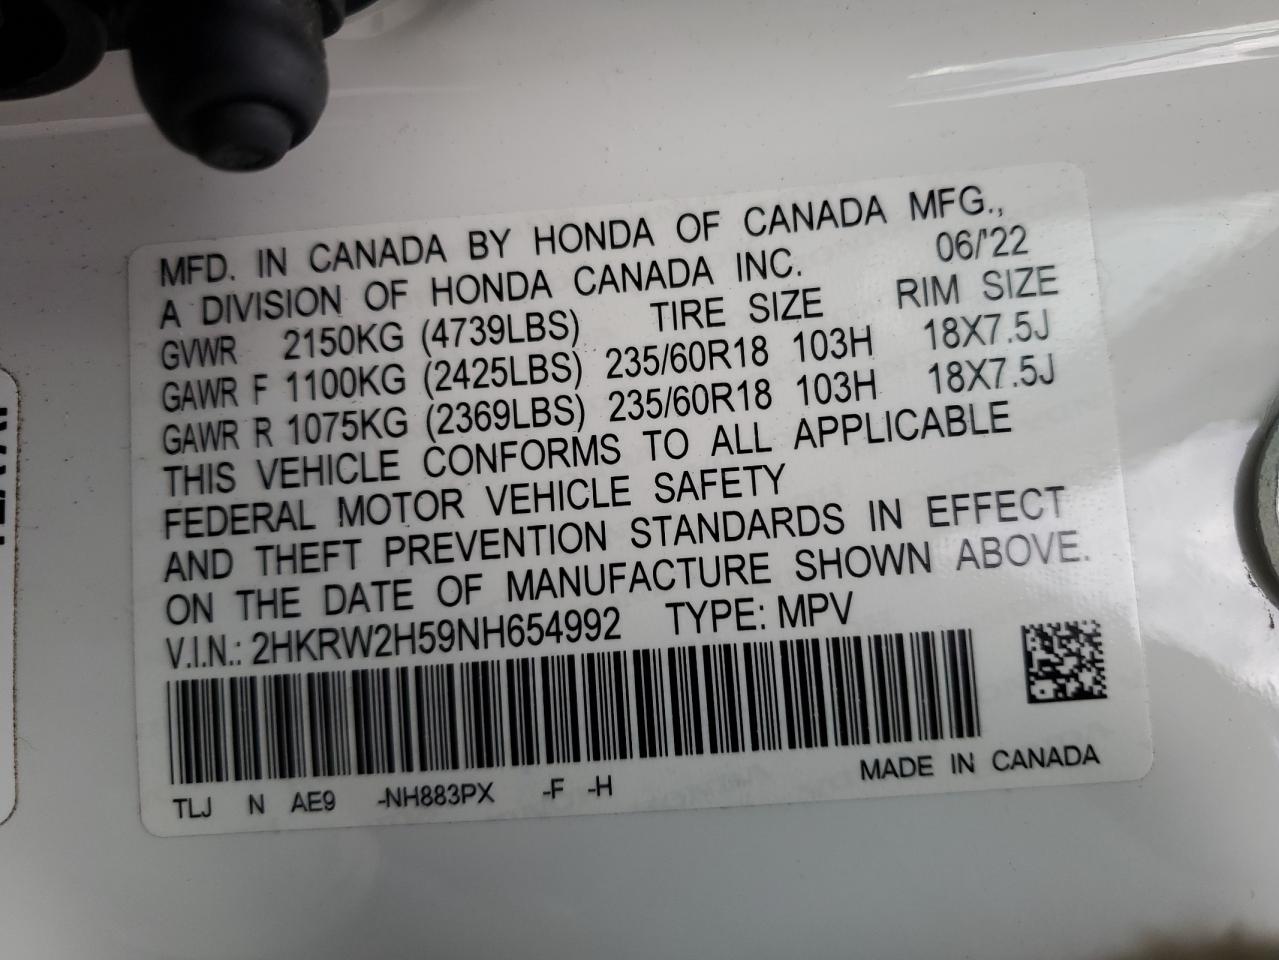 MFD. IN CANADA BY HONDA OF CANADA MFG.,
A DIVISION OF HONDA CANADA INC. 06/'22
GVWR 2150KG (4739LBS) TIRE SIZE RIM SIZE
GAWR F 1100KG (2425LBS) 235/60R18 103H 18X7.5J
GAWR R 1075KG (2369LBS) 235/60R18 103H 18X7.5J
THIS VEHICLE CONFORMS TO ALL APPLICABLE
FEDERAL MOTOR VEHICLE SAFETY
AND THEFT PREVENTION STANDARDS IN EFFECT
ON THE DATE OF MANUFACTURE SHOWN ABOVE.
V.I.N.: 2HKRW2H59NH654992 TYPE: MPV
TLJ N AE9 -NH883PX -F -H MADE IN CANADA